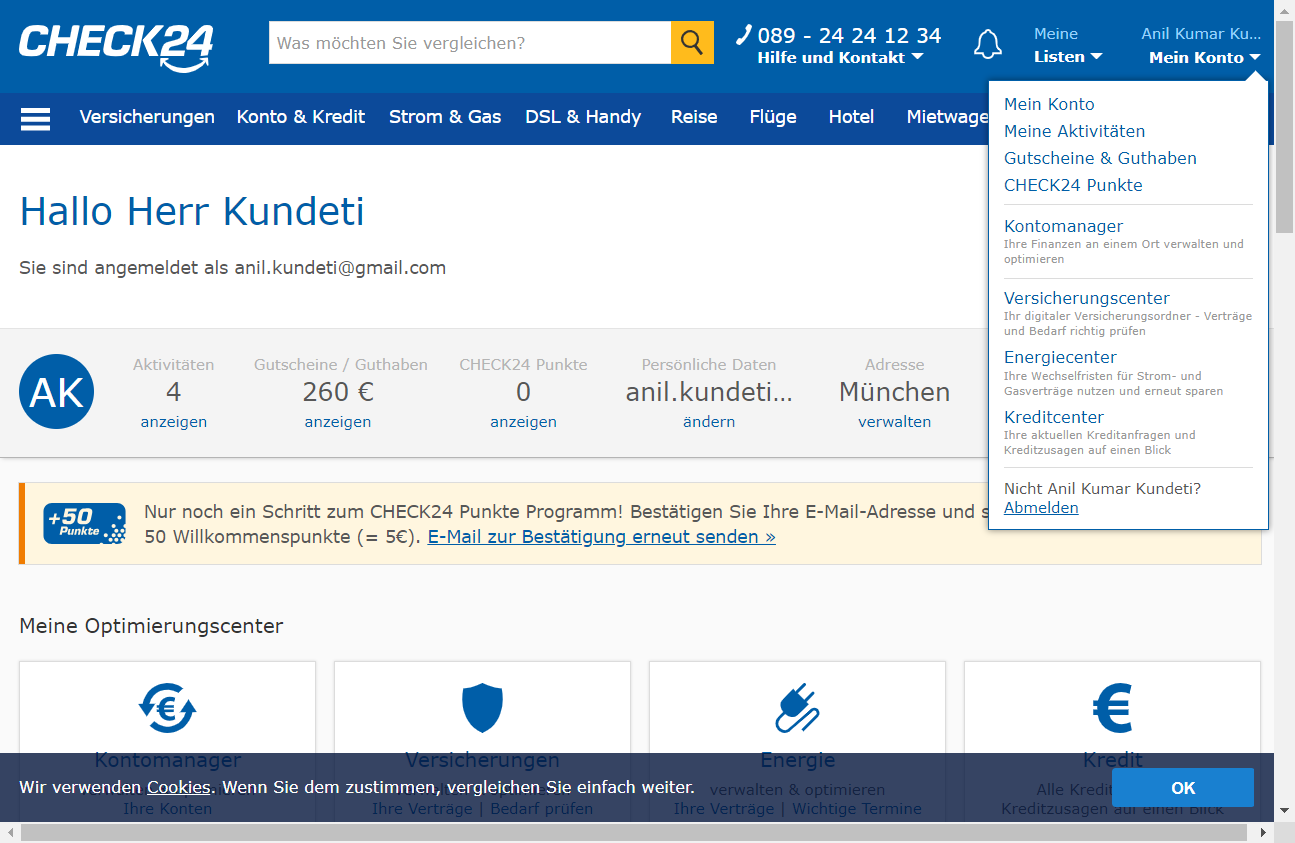 CHECK24
Was möchten Sie vergleichen?
089 - 24 24 12 34
Hilfe und Kontakt
Meine
Listen
Anil Kumar Ku...
Mein Konto
Versicherungen Konto & Kredit Strom & Gas DSL & Handy Reise Flüge Hotel Mietwage
Mein Konto
Meine Aktivitäten
Gutscheine & Guthaben
CHECK24 Punkte
Kontomanager
Ihre Finanzen an einem Ort verwalten und
optimieren
Versicherungscenter
Ihr digitaler Versicherungsordner - Verträge
und Bedarf richtig prüfen
Energiecenter
Ihre Wechselfristen für Strom- und
Gasverträge nutzen und erneut sparen
Kreditcenter
Ihre aktuellen Kreditanfragen und
Kreditzusagen auf einen Blick
Nicht Anil Kumar Kundeti?
Abmelden
Hallo Herr Kundeti
Sie sind angemeldet als anil.kundeti@gmail.com
AK
Aktivitäten
4
anzeigen
Gutscheine / Guthaben
260 €
anzeigen
CHECK24 Punkte
0
anzeigen
Persönliche Daten
anil.kundeti...
ändern
Adresse
München
verwalten
+50
Punkte
Nur noch ein Schritt zum CHECK24 Punkte Programm! Bestätigen Sie Ihre E-Mail-Adresse und
50 Willkommenspunkte (= 5€). E-Mail zur Bestätigung erneut senden »
Meine Optimierungscenter
Kontomanager
Ihre Konten
Versicherungen
Ihre Verträge | Bedarf prüfen
Energie
verwalten & optimieren
Ihre Verträge | Wichtige Termine
Kredit
Alle
Kreditzusagen auf einen Blick
Wir verwenden Cookies. Wenn Sie dem zustimmen, vergleichen Sie einfach weiter.
OK